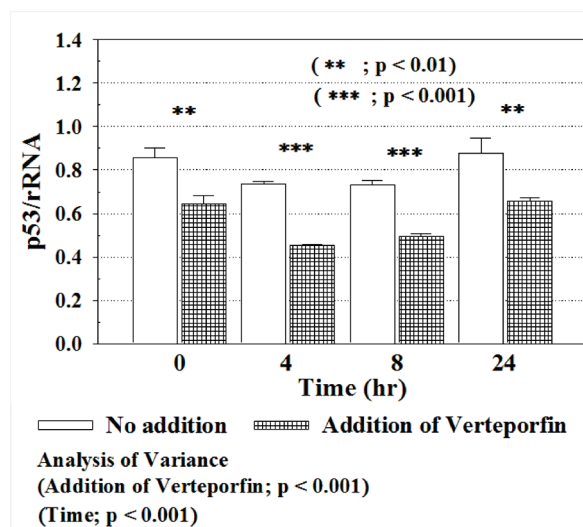 1.4
( ** ; p < 0.01)
1.2
( *** ; p < 0.001)
** **
1.0
*** ***
0.8
0.6
0.4
0.2
0.0
p53/rRNA
0 4 8 24
Time (hr)
No addition Addition of Verteporfin
Analysis of Variance
(Addition of Verteporfin; p < 0.001)
(Time; p < 0.001)